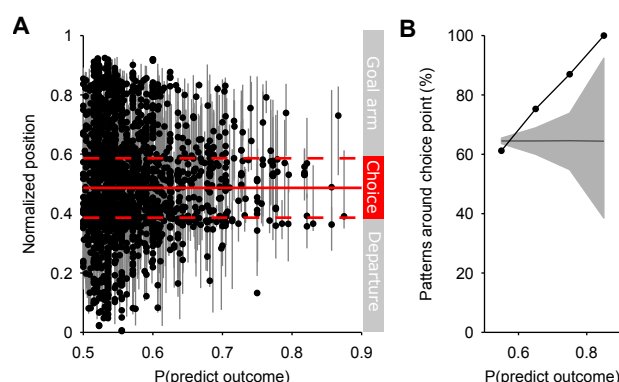 A
B
Normalized position
1
0.8
0.6
0.4
0.2
0
0.5
0.6
0.7
0.8
0.9
P(predict outcome)
Goal arm
Choice
Departure
Patterns around choice point (%)
100
80
60
40
20
0
0.6
0.8
P(predict outcome)